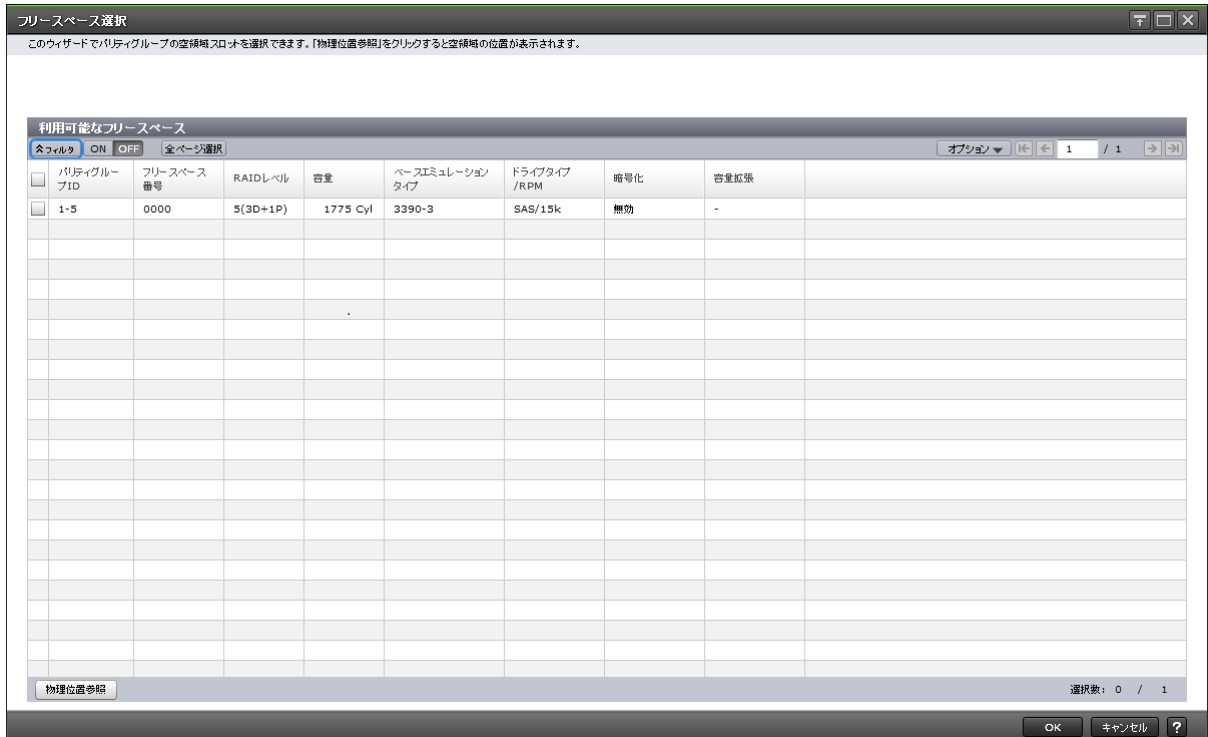 フリースペース選択
このウィザードでパリティグループの空領域スロットを選択できます。「物理位置参照」をクリックすると空領域の位置が表示されます。
利用可能なフリースペース
フィルタ ON OFF 全ページ選択 オプション 1 / 1
パリティグループID フリースペース番号 RAIDレベル 容量 ベースエミュレーションタイプ ドライブタイプ/RPM 暗号化 容量拡張
1-5 0000 5(3D+1P) 1775 Cyl 3390-3 SAS/15k 無効 -
物理位置参照 選択数: 0 / 1
OK キャンセル ?